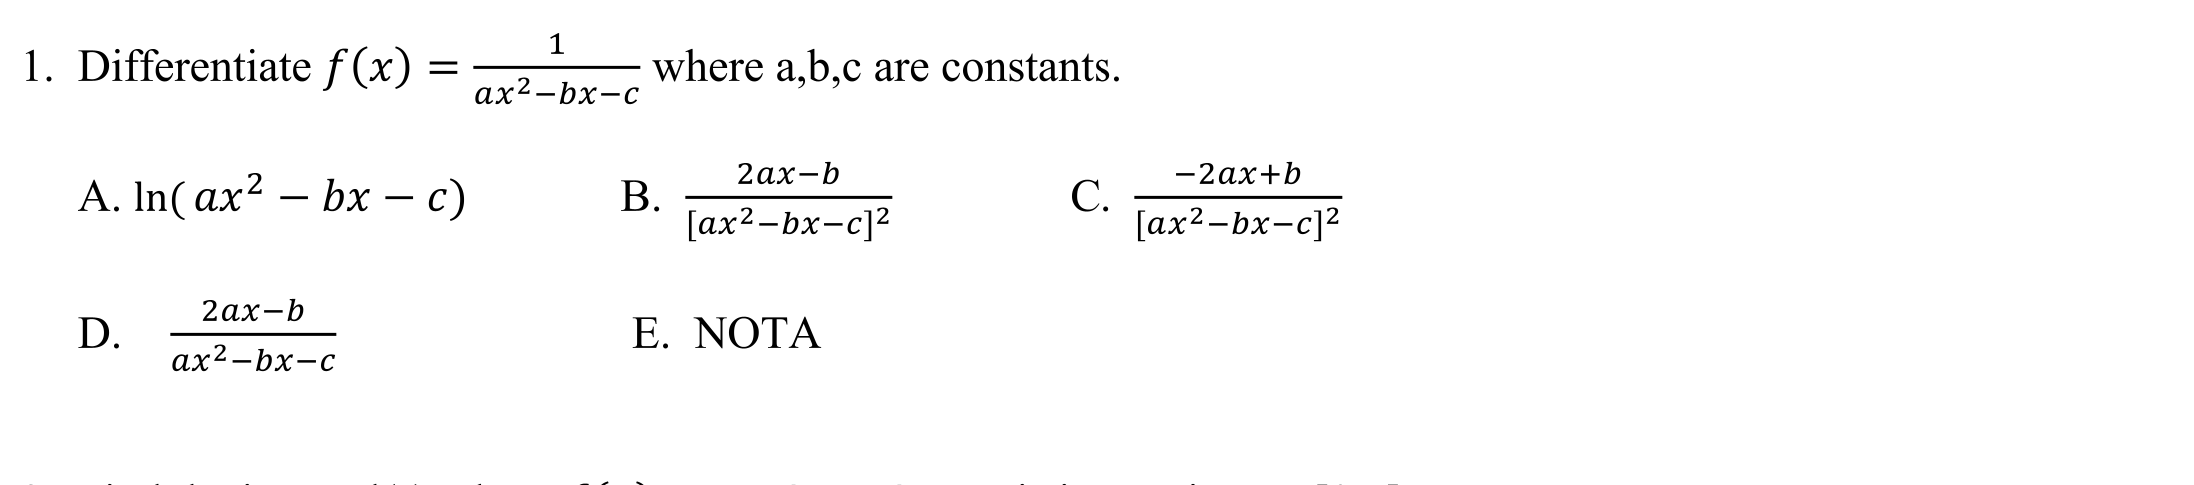 1. Differentiate f(x) = 1/(ax²−bx−c) where a,b,c are constants.
A. ln( ax² − bx − c) B. (2ax−b)/[ax²−bx−c]² C. (−2ax+b)/[ax²−bx−c]²
D. (2ax−b)/(ax²−bx−c) E. NOTA